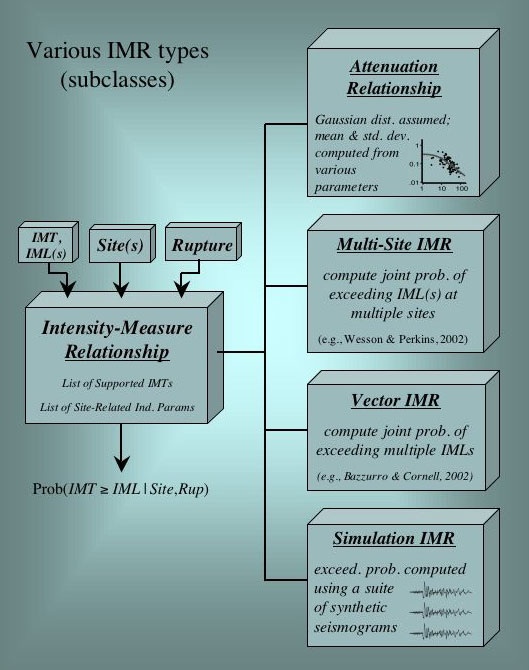 Various IMR types
(subclasses)
IMT,
IML(s)
Site(s)
Rupture
Intensity-Measure
Relationship
List of Supported IMTs
List of Site-Related Ind. Params
Prob(IMT ≥ IML | Site,Rup)
Attenuation
Relationship
Gaussian dist. assumed;
mean & std. dev.
computed from
various
parameters
1
0.1
.01
1 10 100
Multi-Site IMR
compute joint prob. of
exceeding IML(s) at
multiple sites
(e.g., Wesson & Perkins, 2002)
Vector IMR
compute joint prob. of
exceeding multiple IMLs
(e.g., Bazzurro & Cornell, 2002)
Simulation IMR
exceed. prob. computed
using a suite
of synthetic
seismograms